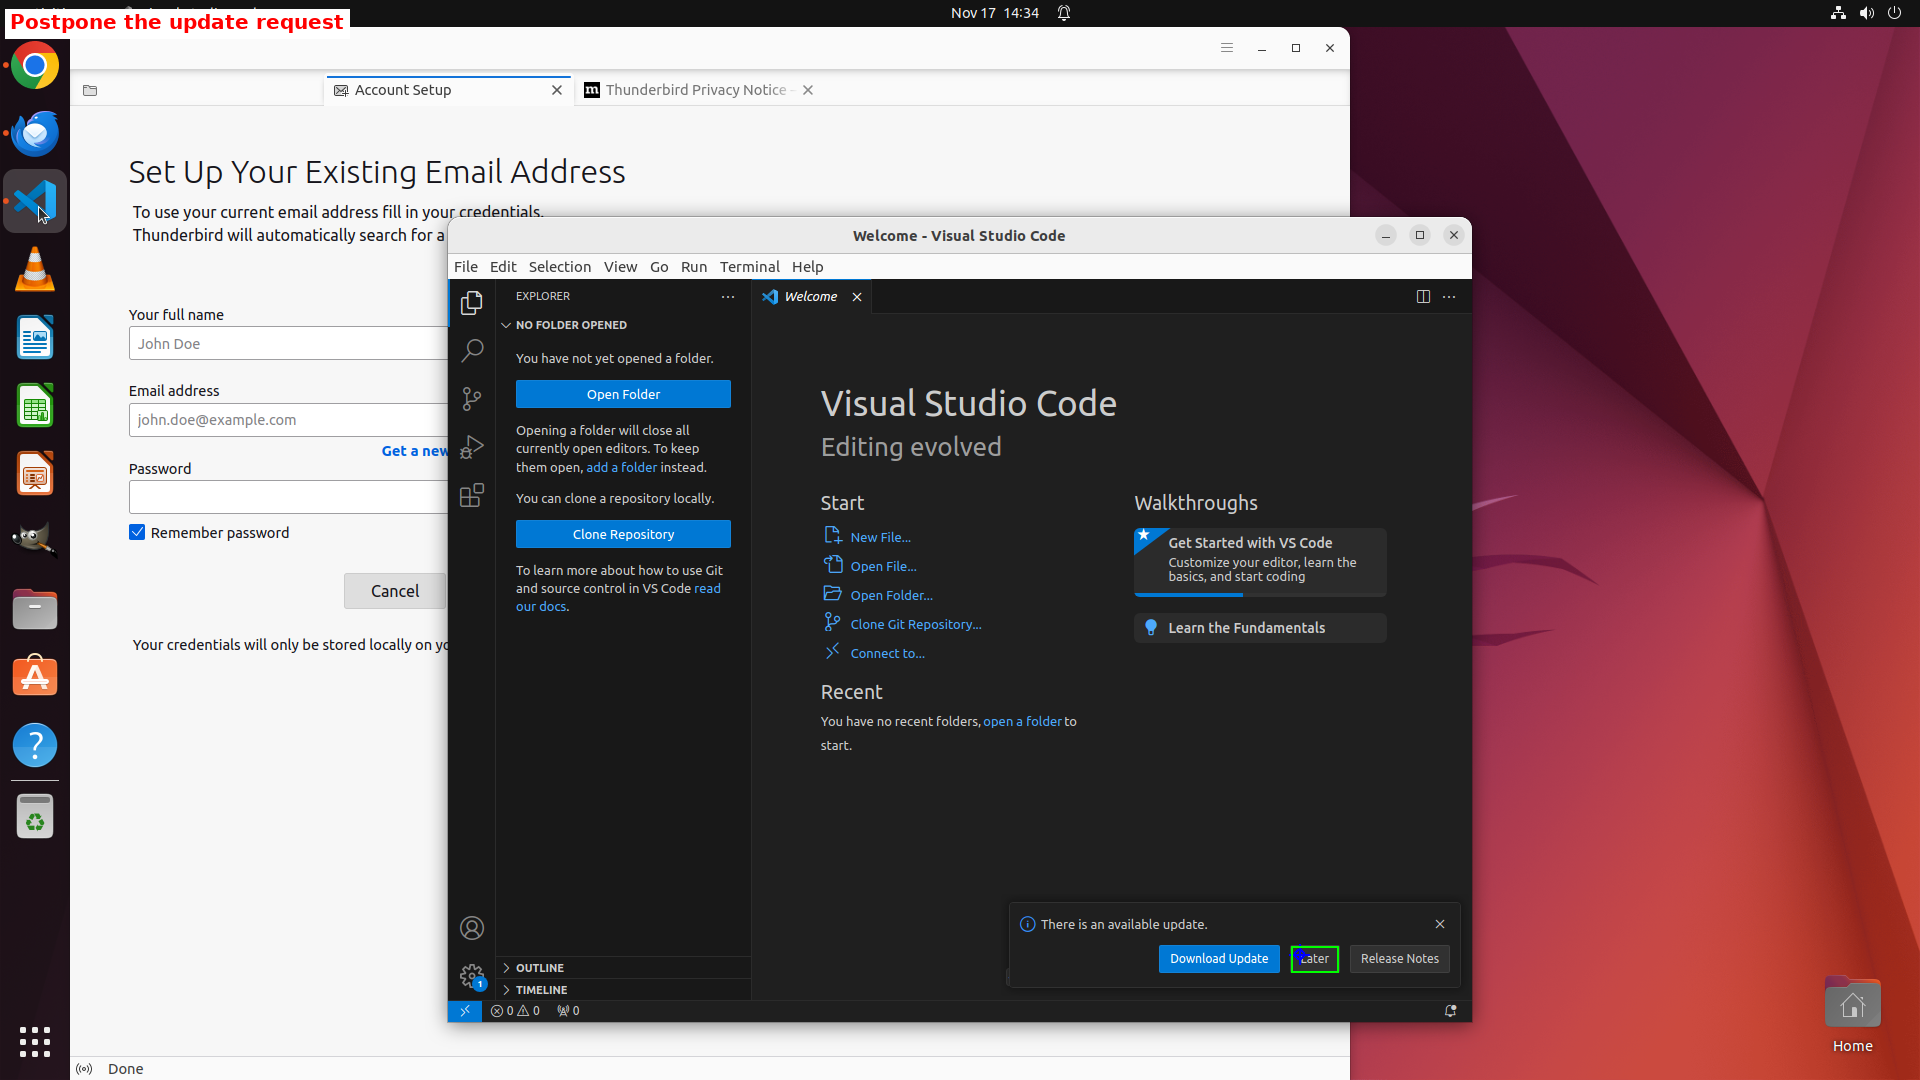 Postpone the update request
Nov 17 14:34
Account Setup
Thunderbird Privacy Notice -
Set Up Your Existing Email Address
To use your current email address fill in your credentials.
Thunderbird will automatically search for a
Your full name
John Doe
Email address
john.doe@example.com
Get a new
Password
Remember password
Cancel
Your credentials will only be stored locally on yo
Done
Welcome - Visual Studio Code
File Edit Selection View Go Run Terminal Help
EXPLORER
NO FOLDER OPENED
You have not yet opened a folder.
Open Folder
Opening a folder will close all
currently open editors. To keep
them open, add a folder instead.
You can clone a repository locally.
Clone Repository
To learn more about how to use Git
and source control in VS Code read
our docs.
OUTLINE
TIMELINE
1
0 0 0
Welcome
Visual Studio Code
Editing evolved
Start
New File...
Open File...
Open Folder...
Clone Git Repository...
Connect to...
Recent
You have no recent folders, open a folder to
start.
Walkthroughs
Get Started with VS Code
Customize your editor, learn the
basics, and start coding
Learn the Fundamentals
There is an available update.
Download Update
Later
Release Notes
Home